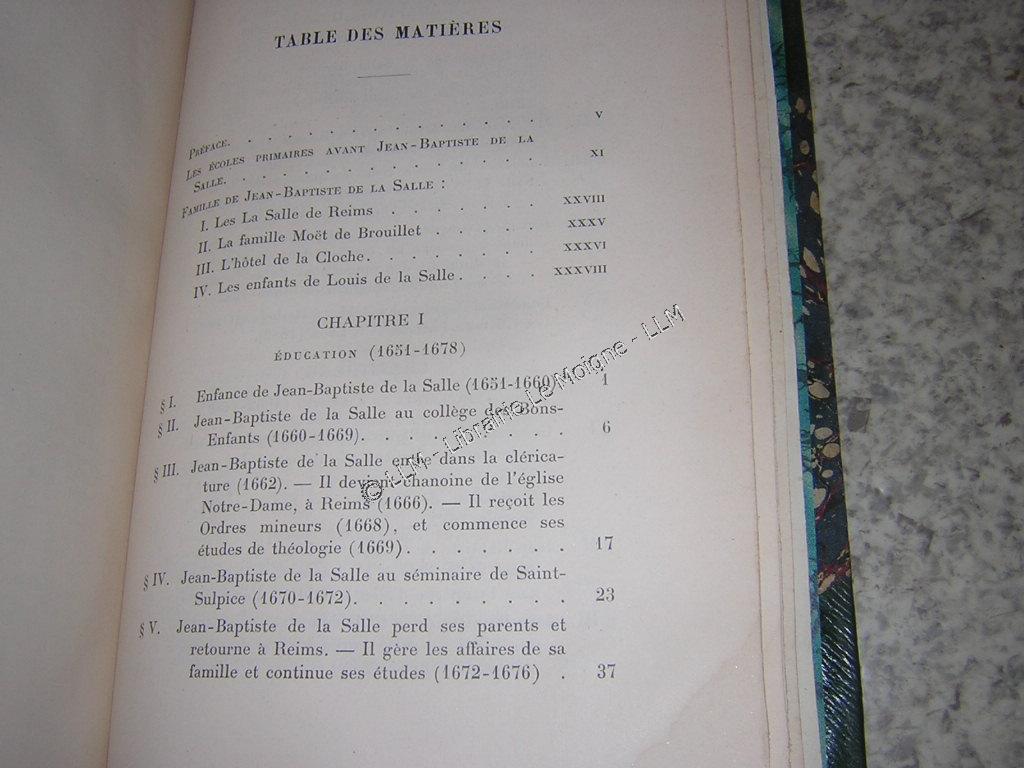 TABLE DES MATIÈRES
PRÉFACE. . . . . . . . . . . . . . V
LES ÉCOLES PRIMAIRES AVANT JEAN-BAPTISTE DE LA
SALLE. . . . . . . . . . . . . . XI
FAMILLE DE JEAN-BAPTISTE DE LA SALLE :
I. Les La Salle de Reims . . . . . . . XXVIII
II. La famille Moët de Brouillet . . . . . XXXV
III. L'hôtel de la Cloche. . . . . . . . XXXVI
IV. Les enfants de Louis de la Salle. . . . XXXVIII
CHAPITRE I
ÉDUCATION (1651-1678)
§ I. Enfance de Jean-Baptiste de la Salle (1651-1660). 1
§ II. Jean-Baptiste de la Salle au collège des Bons-
Enfants (1660-1669). . . . . . . . . 6
§ III. Jean-Baptiste de la Salle entre dans la clérica-
ture (1662). — Il devient chanoine de l'église
Notre-Dame, à Reims (1666). — Il reçoit les
Ordres mineurs (1668), et commence ses
études de théologie (1669). . . . . . . 17
§ IV. Jean-Baptiste de la Salle au séminaire de Saint-
Sulpice (1670-1672). . . . . . . . . 23
§ V. Jean-Baptiste de la Salle perd ses parents et
retourne à Reims. — Il gère les affaires de sa
famille et continue ses études (1672-1676) . 37
© LLM - Librairie Le Moigne - LLM